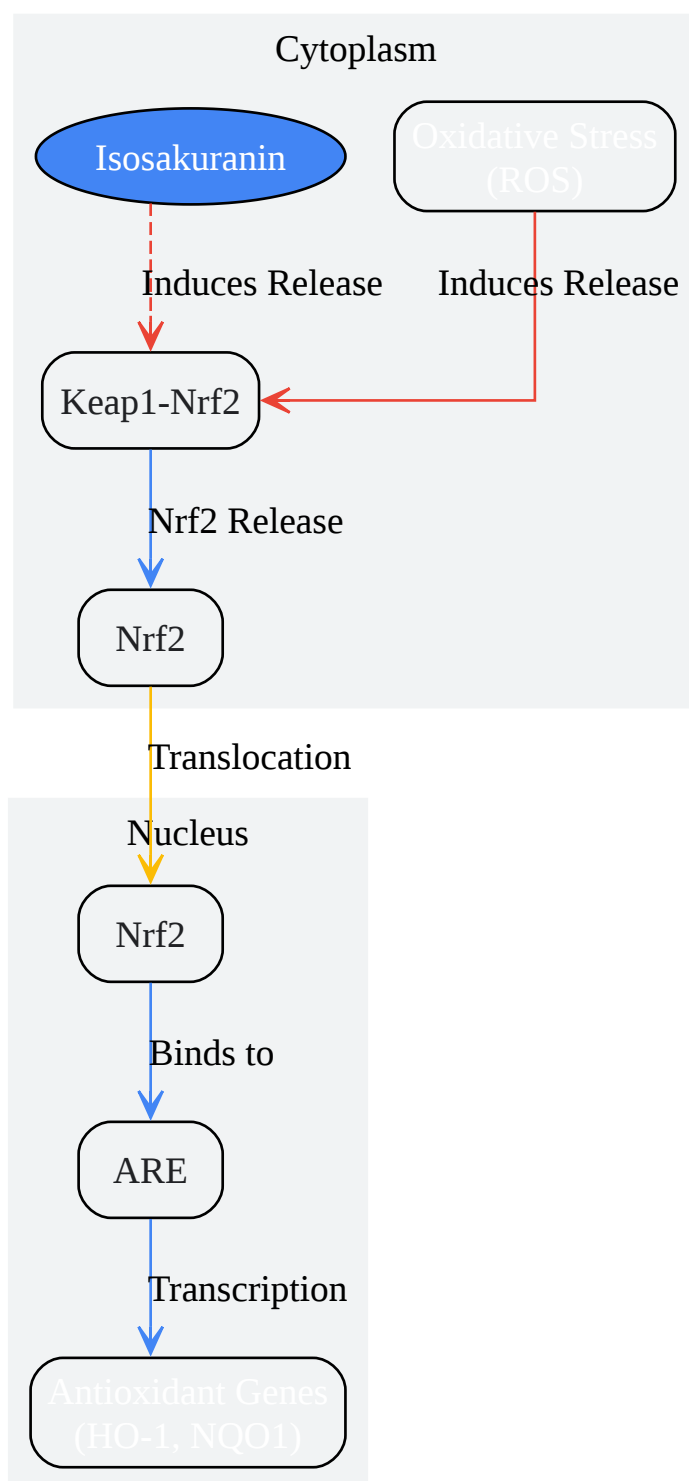 Cytoplasm
Isosakuranin
Oxidative Stress
(ROS)
Induces Release
Induces Release
Keap1-Nrf2
Nrf2 Release
Nrf2
Translocation
Nucleus
Nrf2
Binds to
ARE
Transcription
Antioxidant Genes
(HO-1, NQO1)